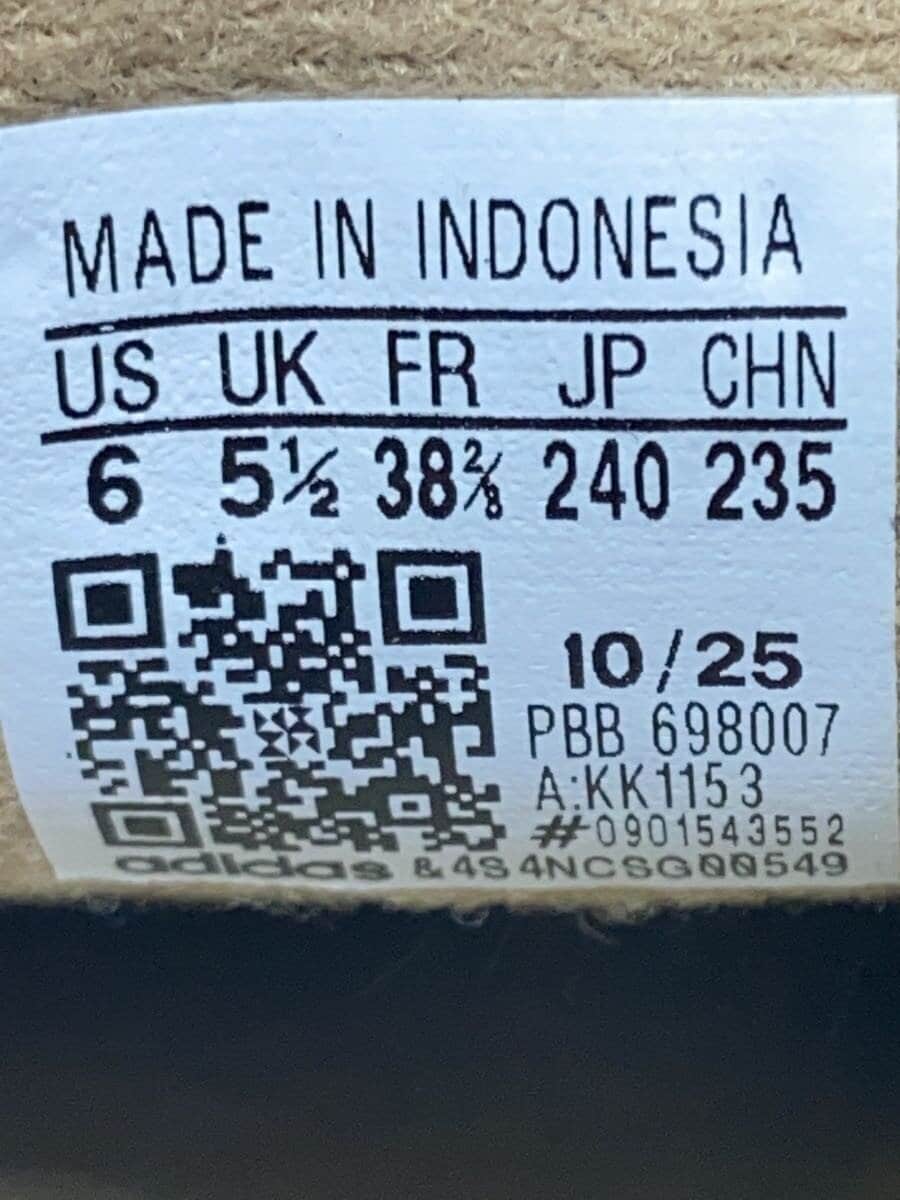 MADE IN INDONESIA
US UK FR JP CHN
6 5½ 38⅔ 240 235
10/25
PBB 698007
A:KK1153
#0901543552
adidas &4S4NCSG00549